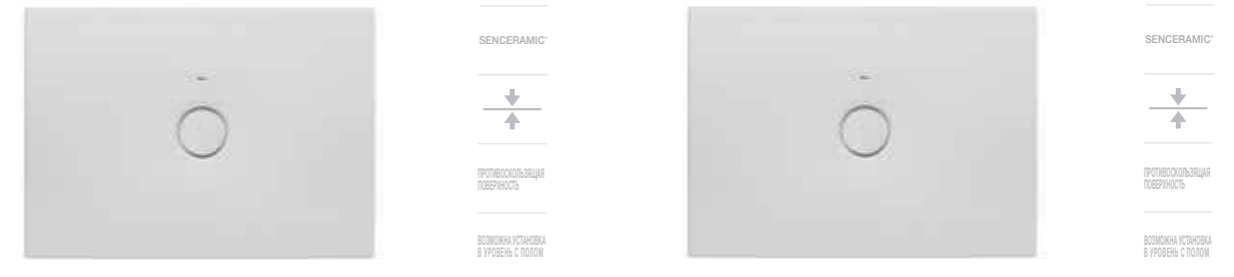 SENCERAMIC®
ПРОТИВОСКОЛЬЗЯЩАЯ
ПОВЕРХНОСТЬ
ВОЗМОЖНА УСТАНОВКА
В УРОВЕНЬ С ПОЛОМ
SENCERAMIC®
ПРОТИВОСКОЛЬЗЯЩАЯ
ПОВЕРХНОСТЬ
ВОЗМОЖНА УСТАНОВКА
В УРОВЕНЬ С ПОЛОМ